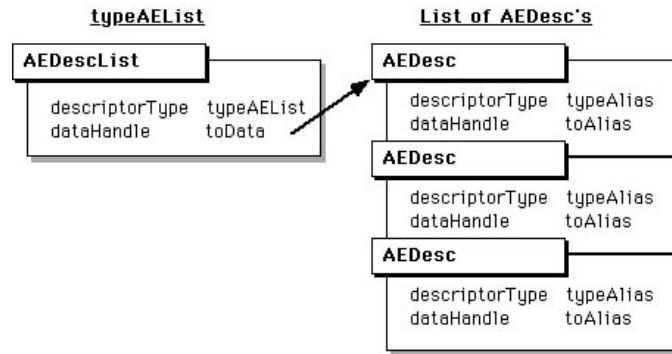 typeAEList
AEDescList
descriptorType typeAEList
dataHandle toData
List of AEDesc's
AEDesc
descriptorType typeAlias
dataHandle toAlias
AEDesc
descriptorType typeAlias
dataHandle toAlias
AEDesc
descriptorType typeAlias
dataHandle toAlias